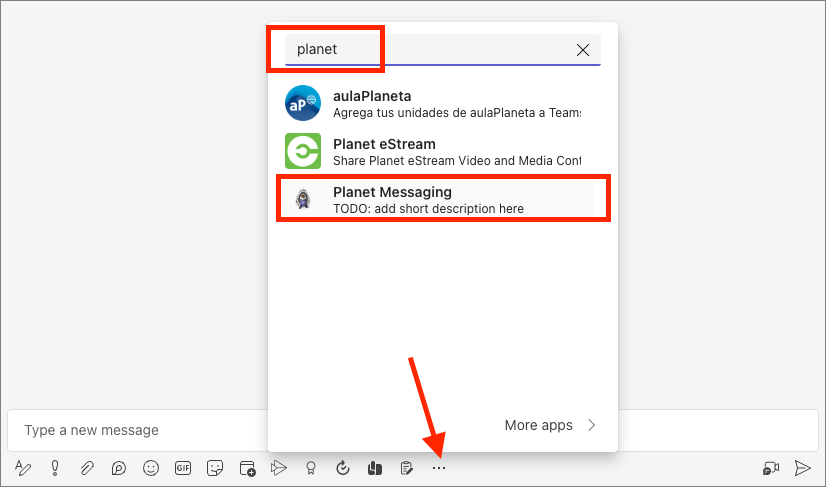 planet
aulaPlaneta
Agrega tus unidades de aulaPlaneta a Teams
Planet eStream
Share Planet eStream Video and Media Cont
Planet Messaging
TODO: add short description here
More apps
Type a new message
GIF